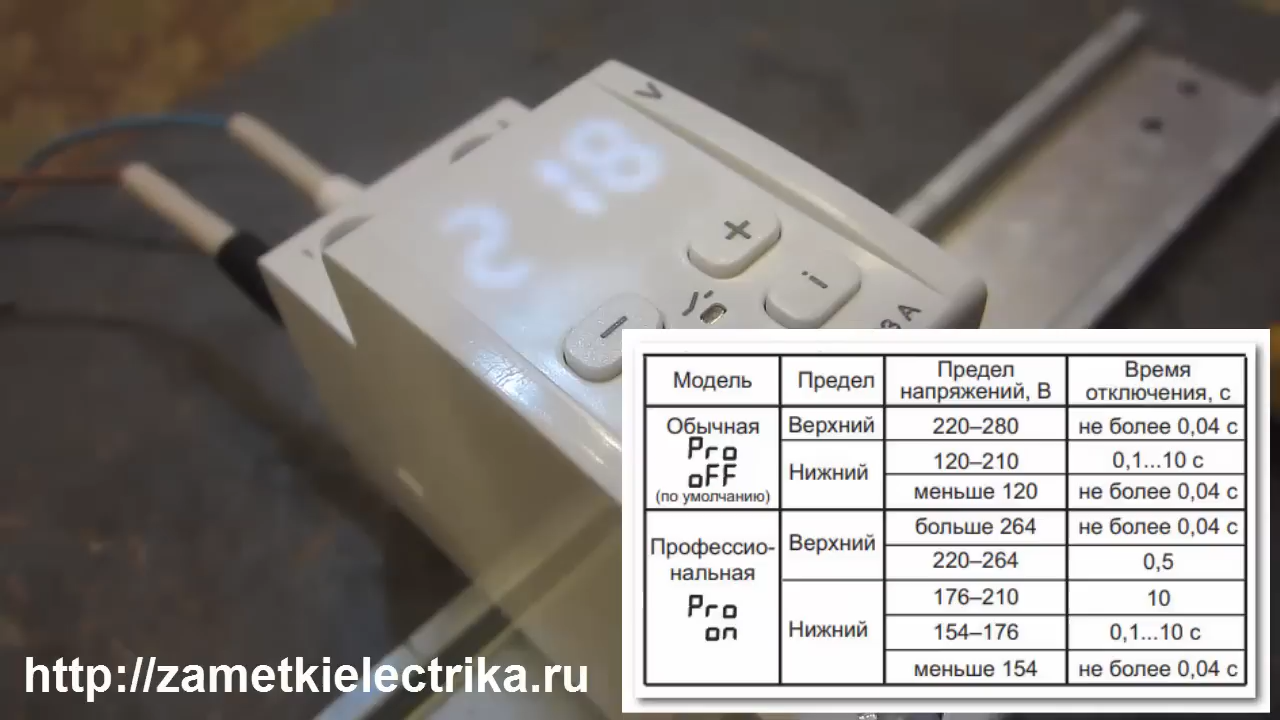 V
2 18
+
i
−
3 A
Модель
Предел
Предел
напряжений, В
Время
отключения, с
Обычная
Pro
oFF
(по умолчанию)
Верхний
220–280
не более 0,04 с
Нижний
120–210
0,1...10 с
меньше 120
не более 0,04 с
Профессио-
нальная
Pro
on
Верхний
больше 264
не более 0,04 с
220–264
0,5
Нижний
176–210
10
154–176
0,1...10 с
меньше 154
не более 0,04 с
http://zametkielectrika.ru